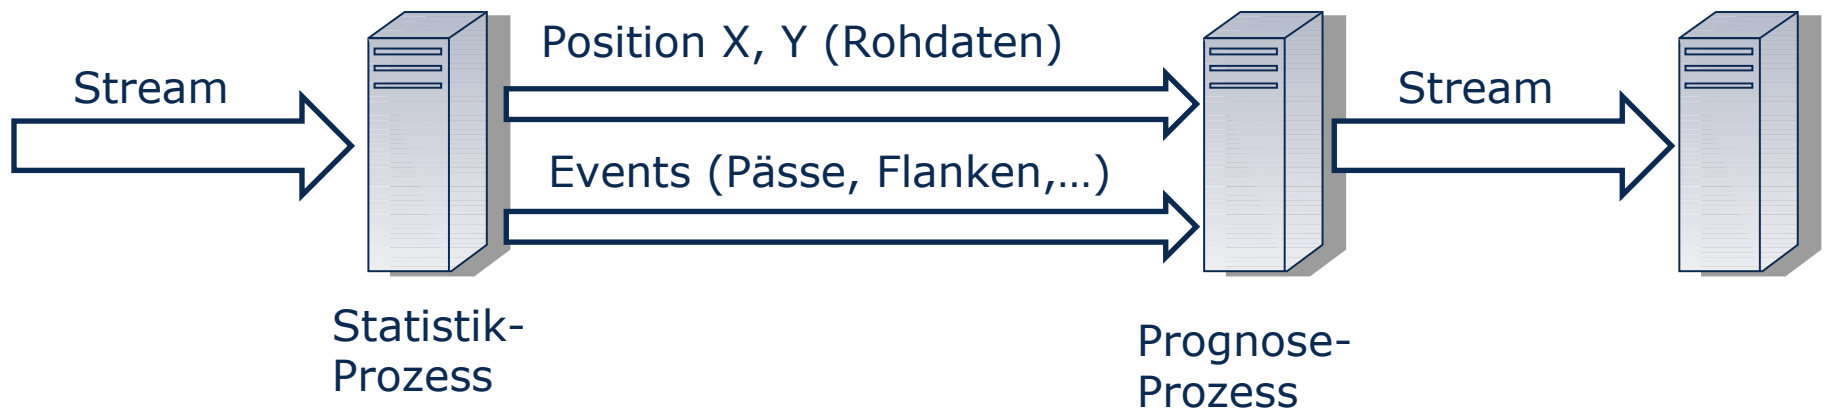 Stream
Position X, Y (Rohdaten)
Events (Pässe, Flanken,…)
Stream
Statistik-
Prozess
Prognose-
Prozess